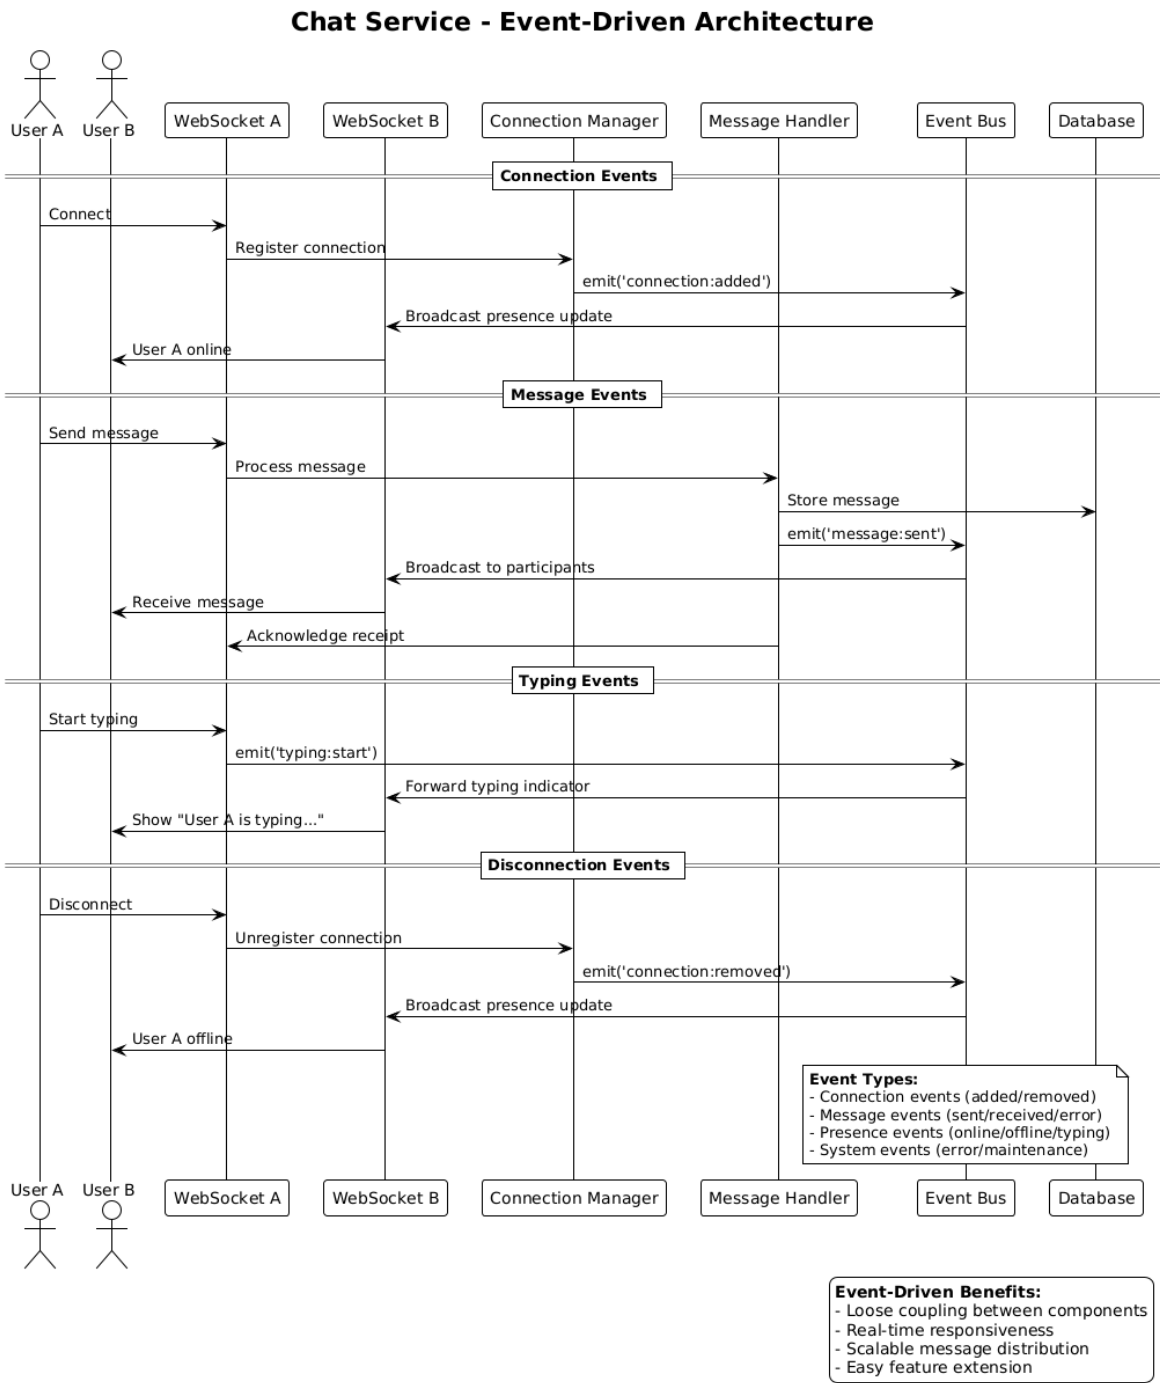 Chat Service - Event-Driven Architecture
User A
User B
WebSocket A
WebSocket B
Connection Manager
Message Handler
Event Bus
Database
Connection Events
Connect
Register connection
emit('connection:added')
Broadcast presence update
User A online
Message Events
Send message
Process message
Store message
emit('message:sent')
Broadcast to participants
Receive message
Acknowledge receipt
Typing Events
Start typing
emit('typing:start')
Forward typing indicator
Show "User A is typing..."
Disconnection Events
Disconnect
Unregister connection
emit('connection:removed')
Broadcast presence update
User A offline
Event Types:
- Connection events (added/removed)
- Message events (sent/received/error)
- Presence events (online/offline/typing)
- System events (error/maintenance)
User A
User B
WebSocket A
WebSocket B
Connection Manager
Message Handler
Event Bus
Database
Event-Driven Benefits:
- Loose coupling between components
- Real-time responsiveness
- Scalable message distribution
- Easy feature extension